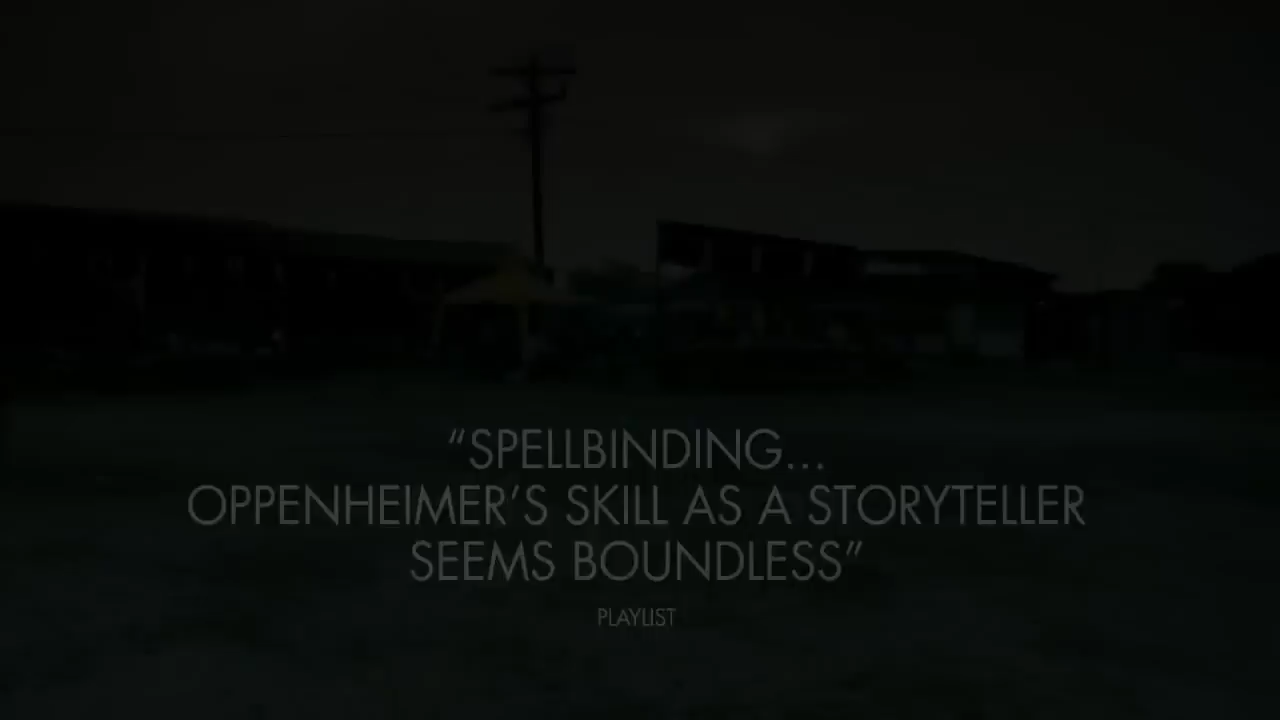 “SPELLBINDING...
OPPENHEIMER’S SKILL AS A STORYTELLER
SEEMS BOUNDLESS”
PLAYLIST